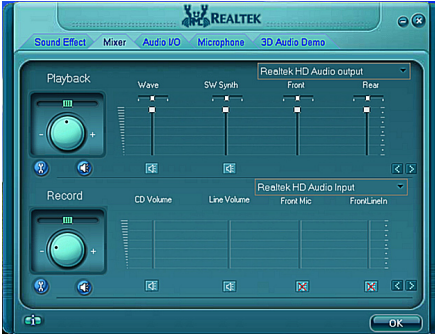 REALTEK
Sound Effect Mixer Audio I/O Microphone 3D Audio Demo
Playback
Realtek HD Audio output
Wave SW Synth Front Rear
- +
Record
Realtek HD Audio Input
CD Volume Line Volume Front Mic FrontLineIn
- +
i
OK